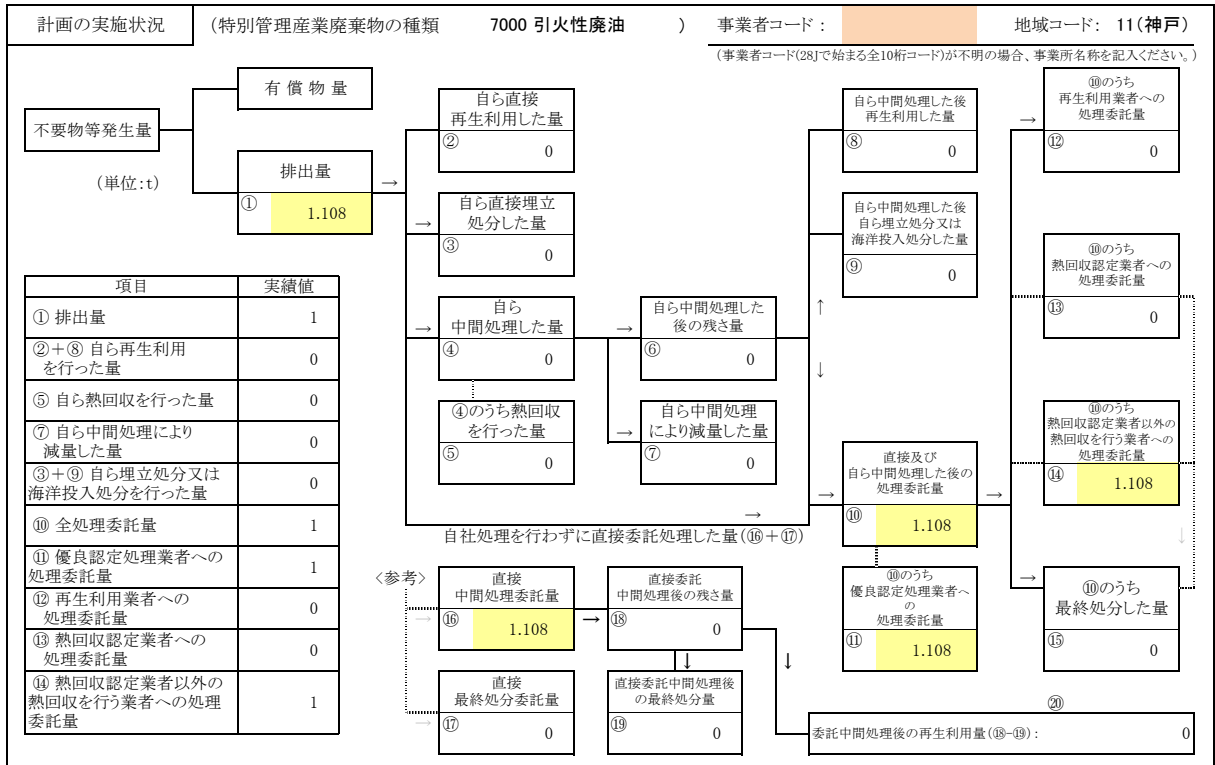 計画の実施状況
(特別管理産業廃棄物の種類 7000 引火性廃油 )
事業者コード:
地域コード: 11(神戸)
(事業者コード(28Jで始まる全10桁コード)が不明の場合、事業所名称を記入ください。)
不要物等発生量
(単位:t)
有償物量
→
排出量
① 1.108
自ら直接
再生利用した量
② 0
→
自ら直接埋立
処分した量
③ 0
→
自ら
中間処理した量
④ 0
④のうち熱回収
を行った量
⑤ 0
→
自ら中間処理した
後の残さ量
⑥ 0
→
自ら中間処理
により減量した量
⑦ 0
自ら中間処理した後
再生利用した量
⑧ 0
自ら中間処理した後
自ら埋立処分又は
海洋投入処分した量
⑨ 0
↑
↓
→
直接及び
自ら中間処理した後の
処理委託量
⑩ 1.108
⑩のうち
優良認定処理業者へ
の
処理委託量
⑪ 1.108
→
→
⑩のうち
再生利用業者への
処理委託量
⑫ 0
⑩のうち
熱回収認定業者への
処理委託量
⑬ 0
⑩のうち
熱回収認定業者以外の
熱回収を行う業者への
処理委託量
⑭ 1.108
↓
→
⑩のうち
最終処分した量
⑮ 0
→
自社処理を行わずに直接委託処理した量(⑯+⑰)
<参考>
→
直接
中間処理委託量
⑯ 1.108
→
直接
最終処分委託量
⑰ 0
→
直接委託
中間処理後の残さ量
⑱ 0
↓
直接委託中間処理後
の最終処分量
⑲ 0
↓
⑳
委託中間処理後の再生利用量(⑱-⑲): 0
項目 実績値
① 排出量 1
②+⑧ 自ら再生利用
を行った量 0
⑤ 自ら熱回収を行った量 0
⑦ 自ら中間処理により
減量した量 0
③+⑨ 自ら埋立処分又は
海洋投入処分を行った量 0
⑩ 全処理委託量 1
⑪ 優良認定処理業者への
処理委託量 1
⑫ 再生利用業者への
処理委託量 0
⑬ 熱回収認定業者への
処理委託量 0
⑭ 熱回収認定業者以外の
熱回収を行う業者への処理
委託量 1